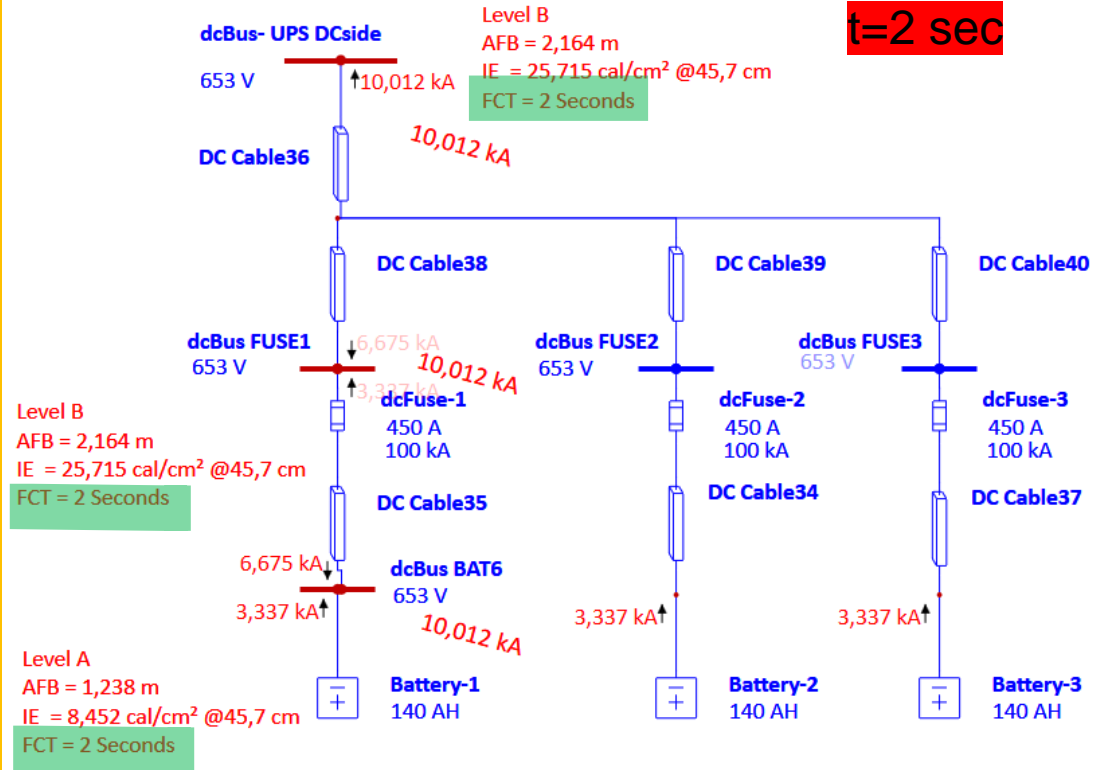 t=2 sec
dcBus- UPS DCside
653 V
10,012 kA
Level B
AFB = 2,164 m
IE = 25,715 cal/cm² @45,7 cm
FCT = 2 Seconds
10,012 kA
DC Cable36
DC Cable38
DC Cable39
DC Cable40
dcBus FUSE1
653 V
6,675 kA
3,337 kA
10,012 kA
dcBus FUSE2
653 V
dcBus FUSE3
653 V
dcFuse-1
450 A
100 kA
dcFuse-2
450 A
100 kA
dcFuse-3
450 A
100 kA
Level B
AFB = 2,164 m
IE = 25,715 cal/cm² @45,7 cm
FCT = 2 Seconds
DC Cable35
DC Cable34
DC Cable37
6,675 kA
3,337 kA
dcBus BAT6
653 V
10,012 kA
3,337 kA
3,337 kA
Level A
AFB = 1,238 m
IE = 8,452 cal/cm² @45,7 cm
FCT = 2 Seconds
Battery-1
140 AH
Battery-2
140 AH
Battery-3
140 AH